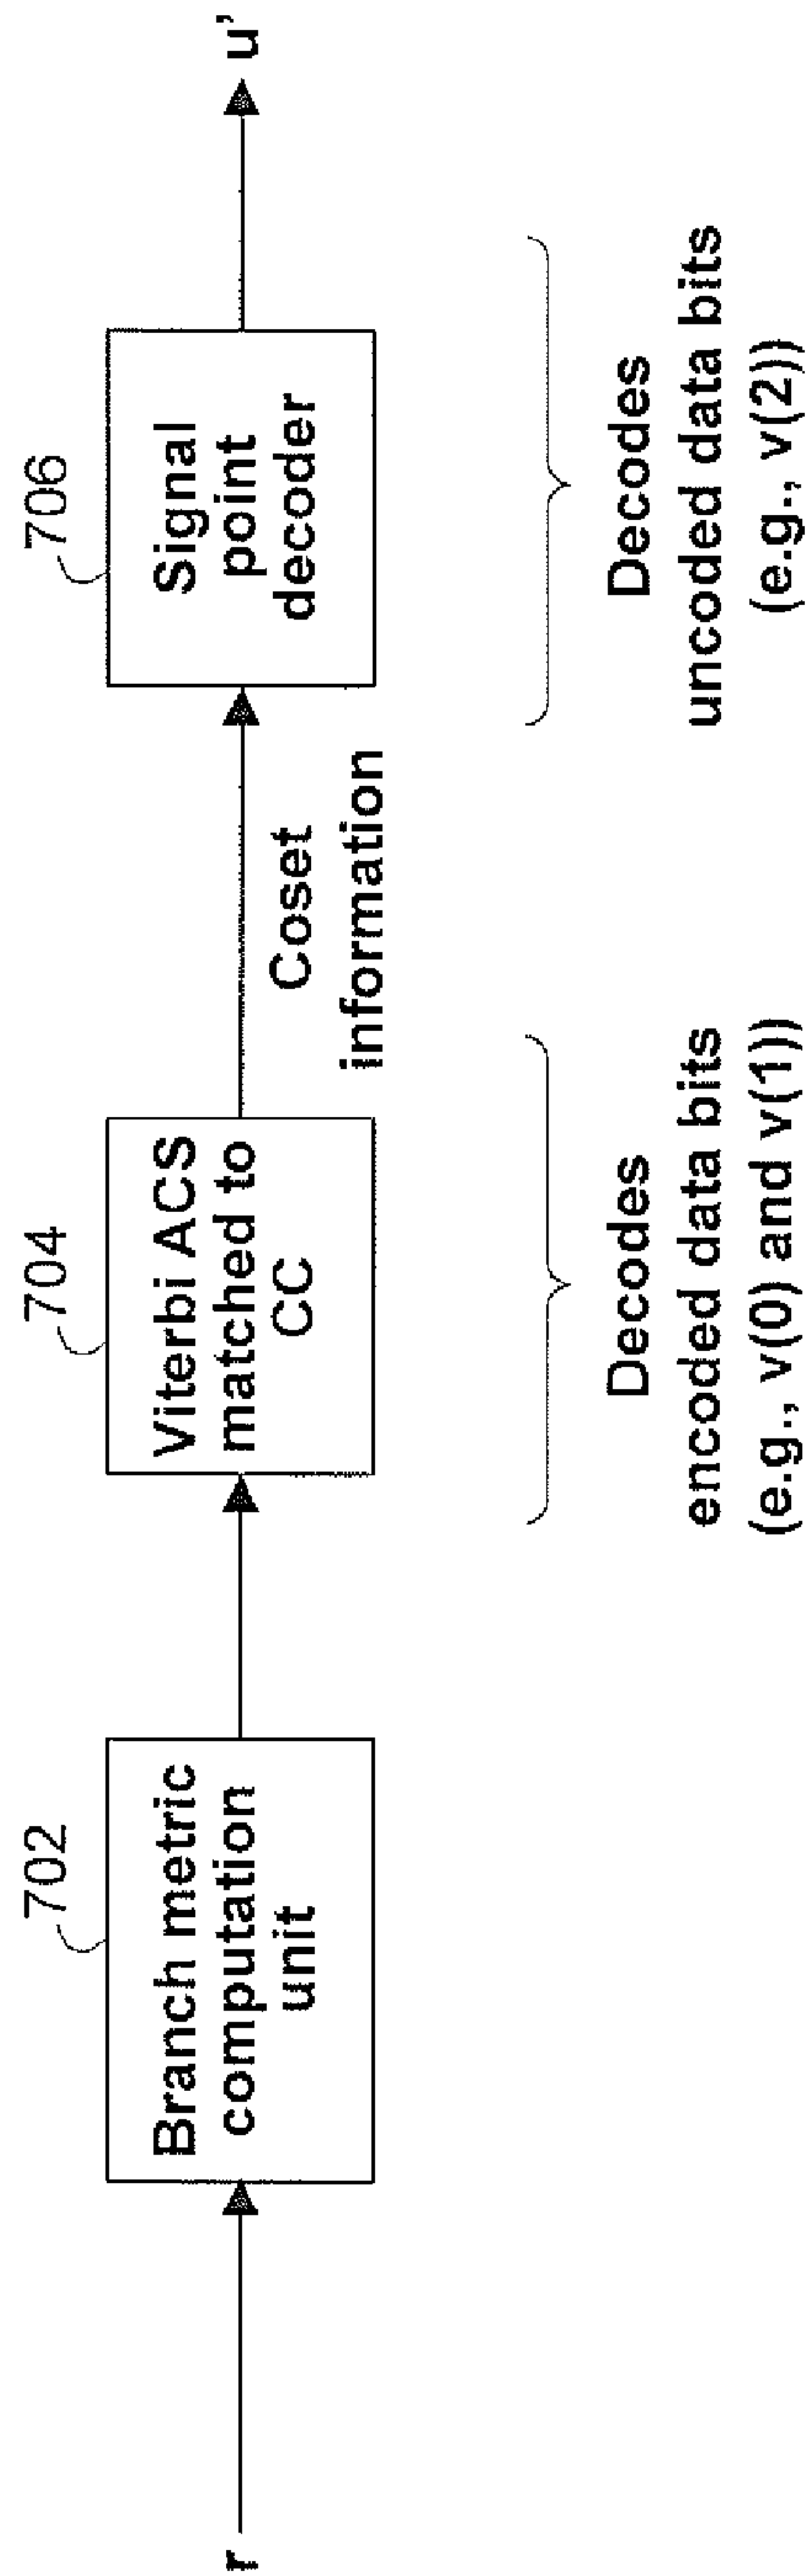 r
702
Branch metric
computation
unit
704
Viterbi ACS
matched to
CC
Decodes
encoded data bits
(e.g., v(0) and v(1))
Coset
information
706
Signal
point
decoder
Decodes
uncoded data bits
(e.g., v(2))
u'